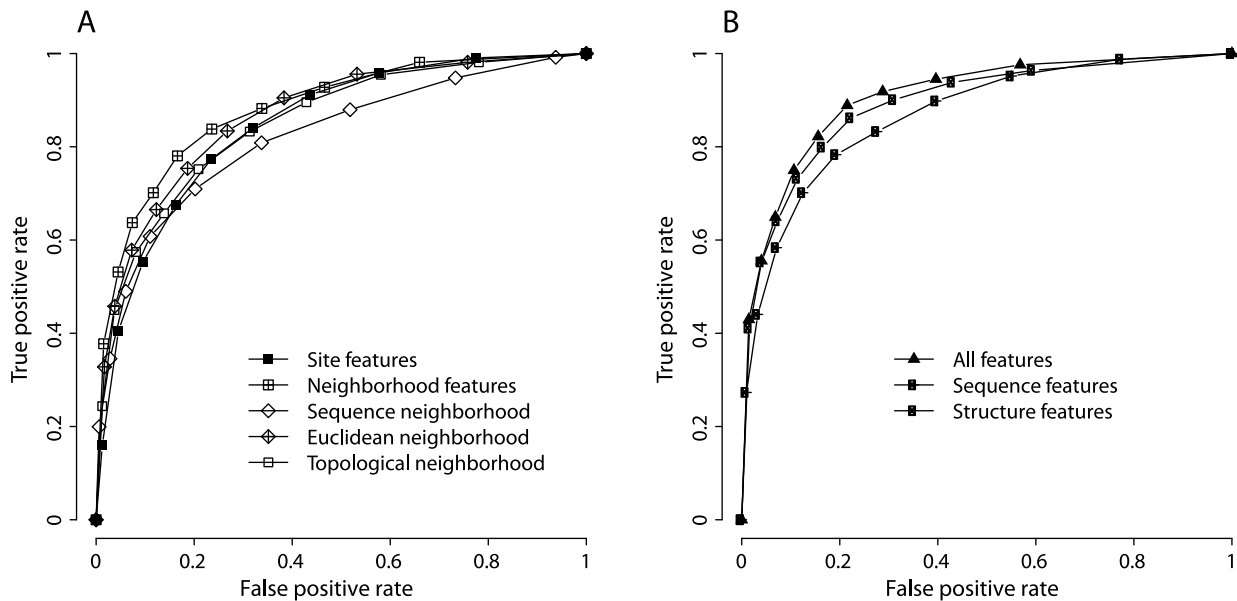 A
True positive rate
1
0.8
0.6
0.4
0.2
0
Site features
Neighborhood features
Sequence neighborhood
Euclidean neighborhood
Topological neighborhood
0 0.2 0.4 0.6 0.8 1
False positive rate
B
True positive rate
1
0.8
0.6
0.4
0.2
0
All features
Sequence features
Structure features
0 0.2 0.4 0.6 0.8 1
False positive rate